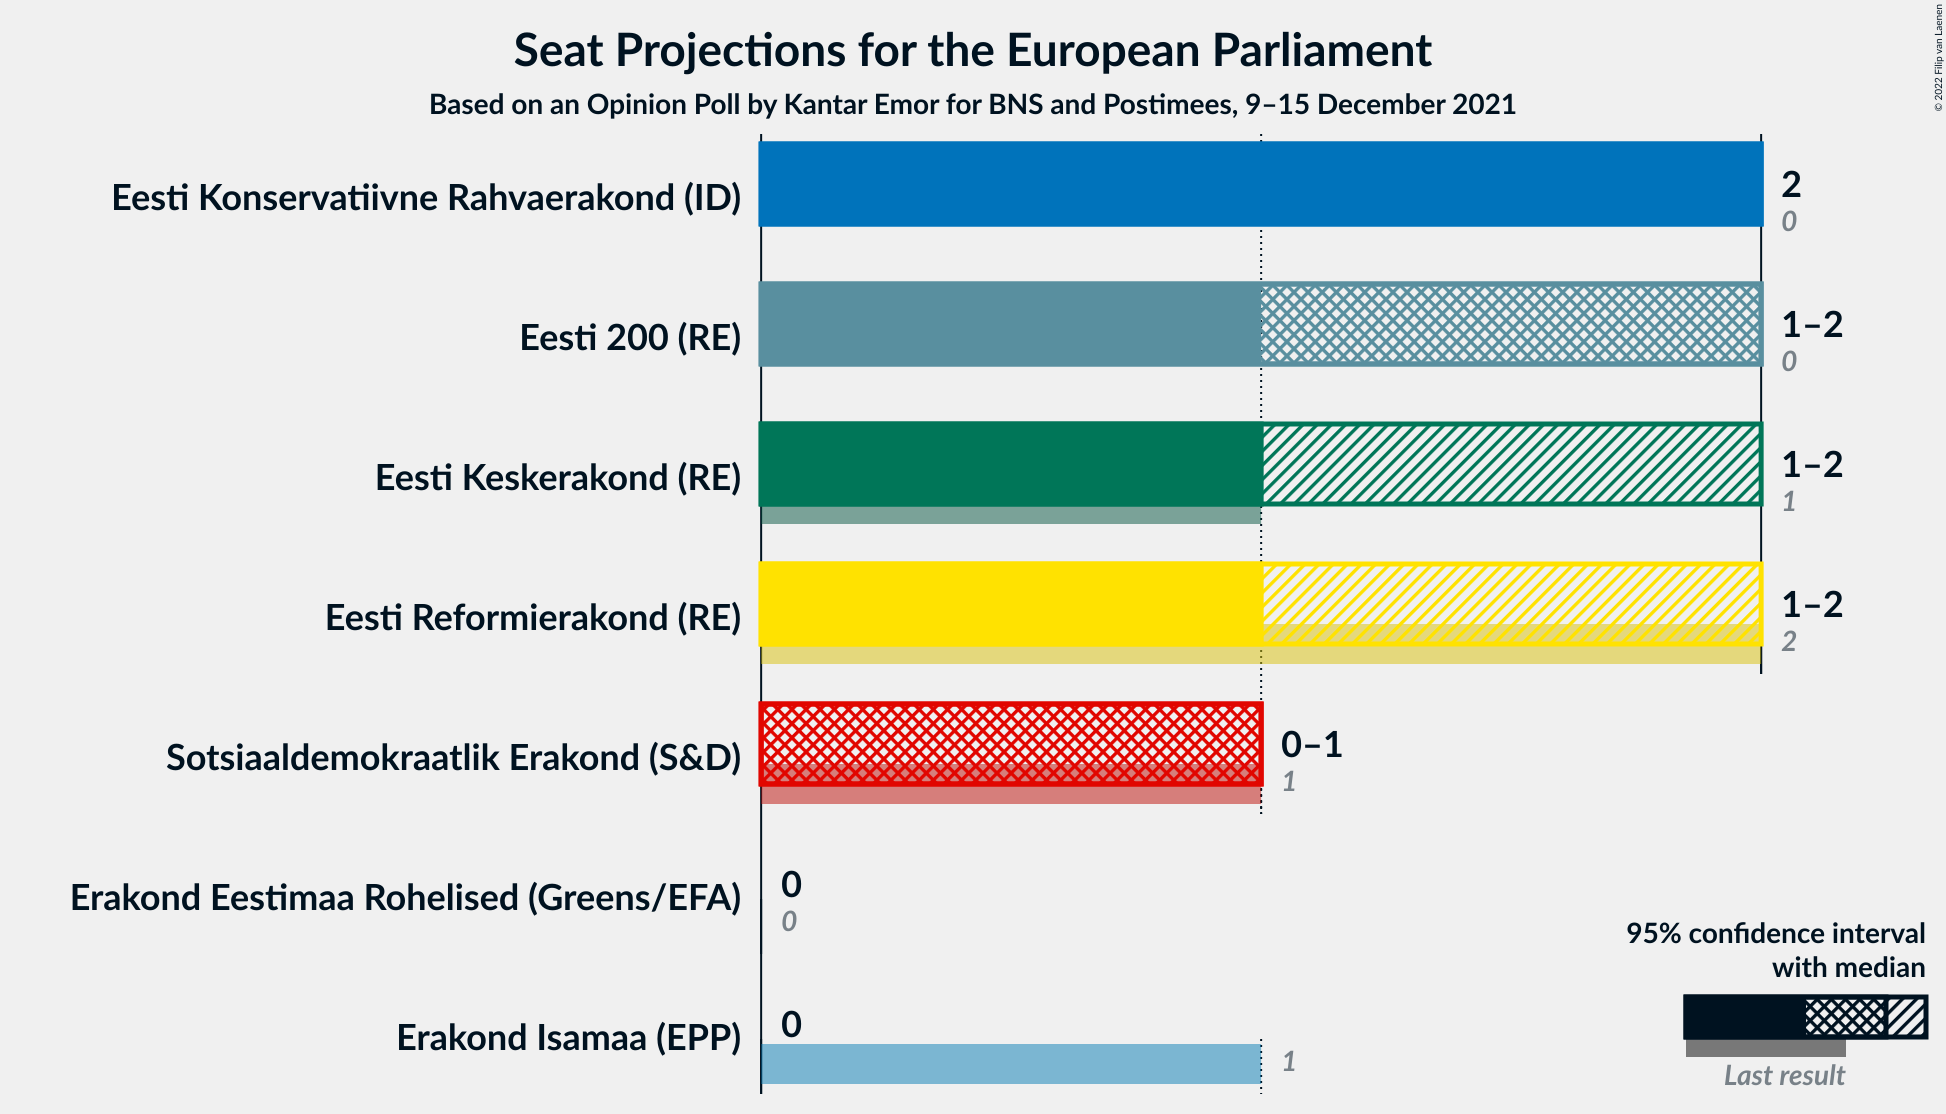 Seat Projections for the European Parliament
Based on an Opinion Poll by Kantar Emor for BNS and Postimees, 9–15 December 2021
© 2022 Filip van Laenen
Eesti Konservatiivne Rahvaerakond (ID)
2
0
Eesti 200 (RE)
1–2
0
Eesti Keskerakond (RE)
1–2
1
Eesti Reformierakond (RE)
1–2
2
Sotsiaaldemokraatlik Erakond (S&D)
0–1
1
Erakond Eestimaa Rohelised (Greens/EFA)
0
0
Erakond Isamaa (EPP)
0
1
95% confidence interval
with median
Last result